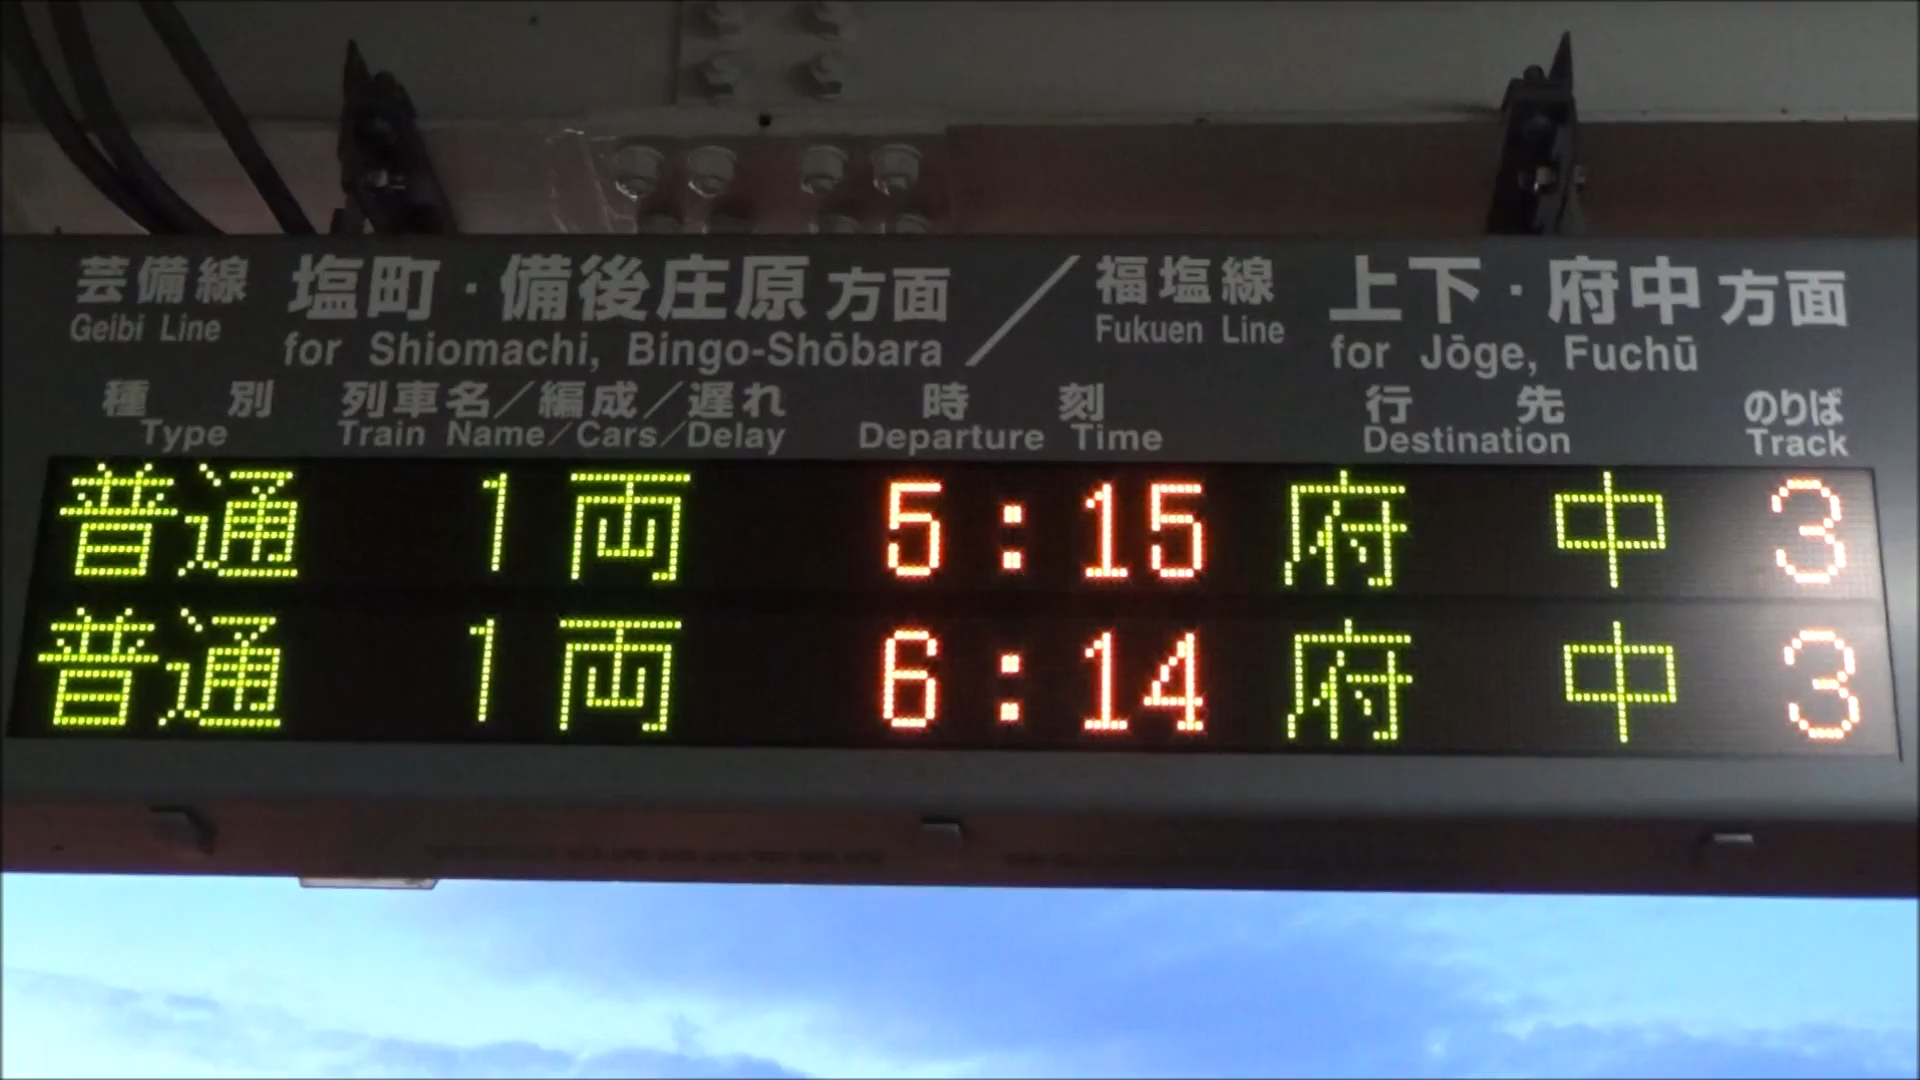 芸備線 塩町・備後庄原方面 ／ 福塩線 上下・府中方面
Geibi Line for Shiomachi, Bingo-Shōbara Fukuen Line for Jōge, Fuchū
種別 列車名／編成／遅れ 時刻 行先 のりば
Type Train Name／Cars／Delay Departure Time Destination Track
普通 1両 5:15 府中 3
普通 1両 6:14 府中 3